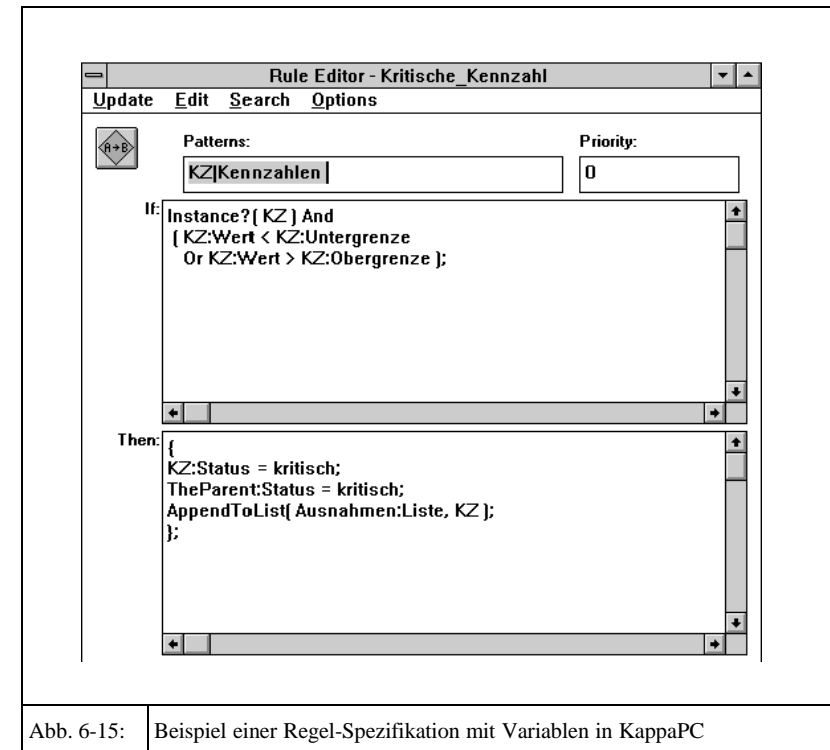 Rule Editor - Kritische_Kennzahl
Update Edit Search Options
A→B
Patterns:
Priority:
KZ|Kennzahlen
0
If:
Instance?( KZ ) And
( KZ:Wert < KZ:Untergrenze
Or KZ:Wert > KZ:Obergrenze );
Then:
{
KZ:Status = kritisch;
TheParent:Status = kritisch;
AppendToList( Ausnahmen:Liste, KZ );
};
Abb. 6-15: Beispiel einer Regel-Spezifikation mit Variablen in KappaPC